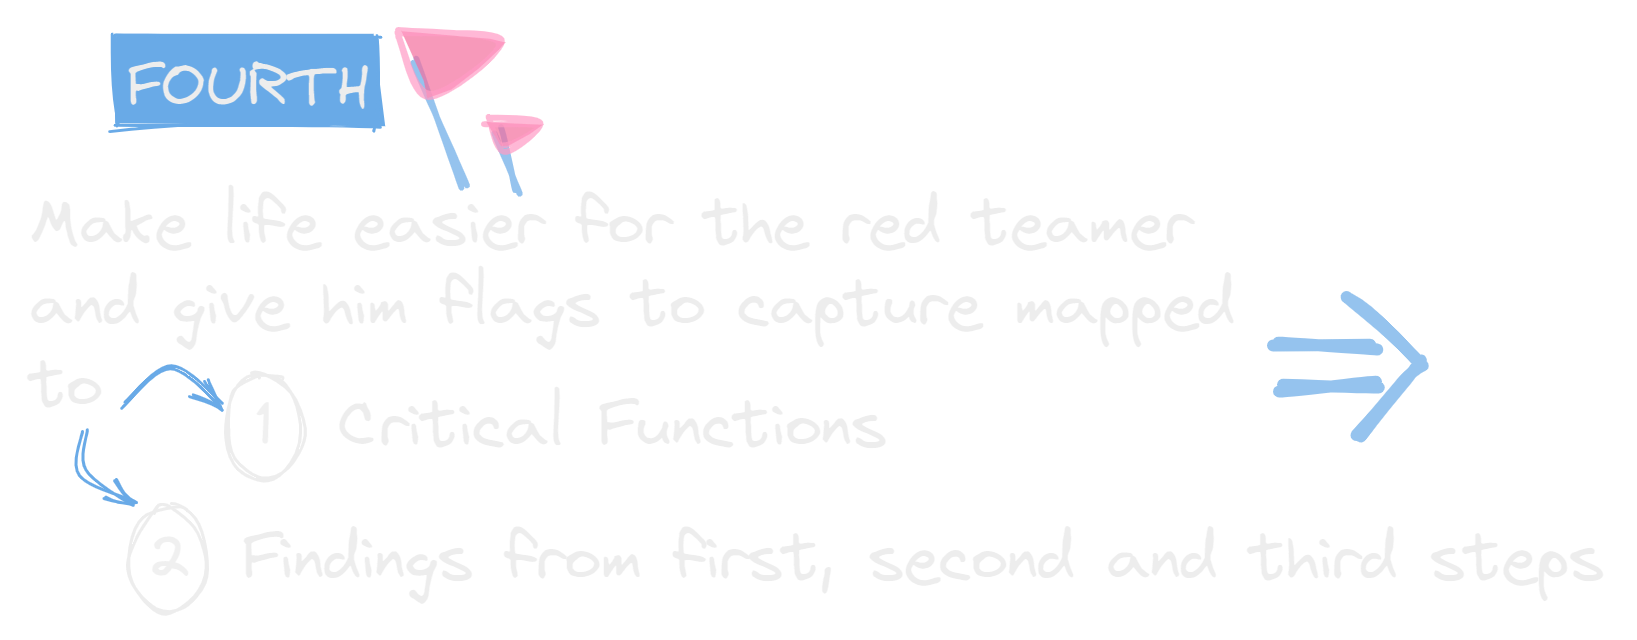 FOURTH
Make life easier for the red teamer
and give him flags to capture mapped
to
1 Critical Functions
2 Findings from first, second and third steps